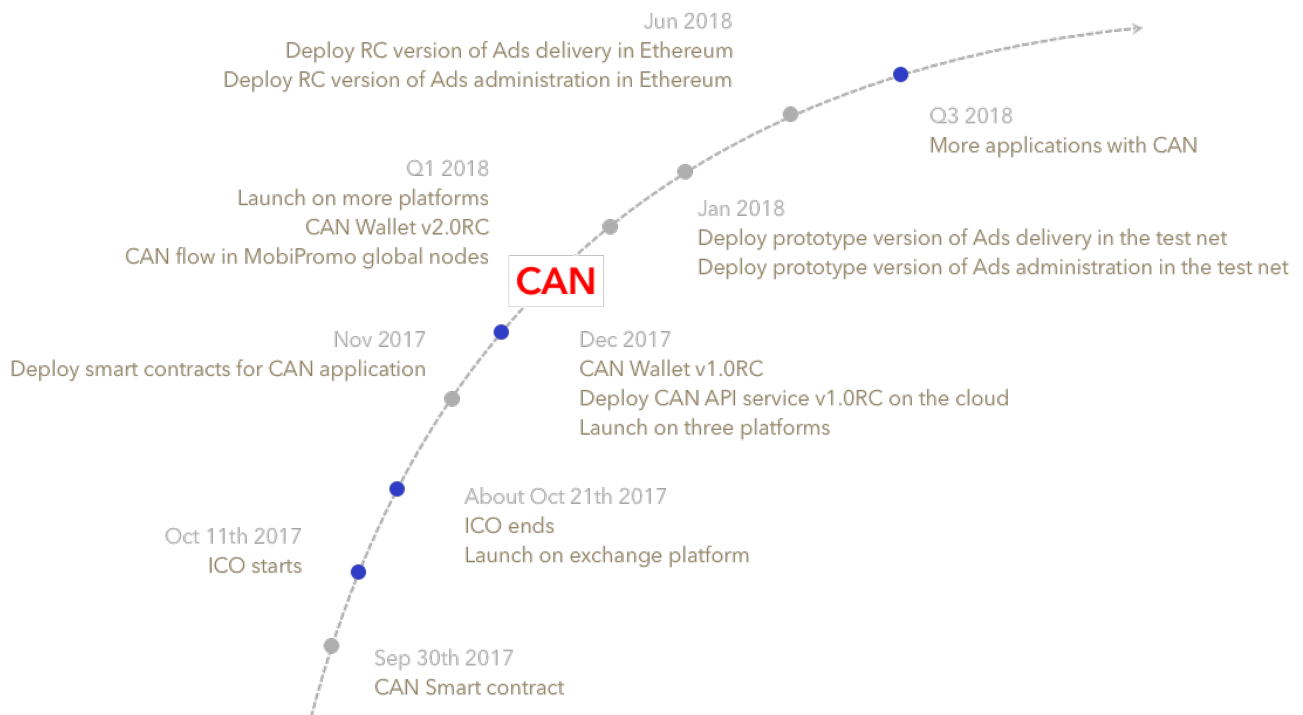 Jun 2018
Deploy RC version of Ads delivery in Ethereum
Deploy RC version of Ads administration in Ethereum
Q3 2018
More applications with CAN
Q1 2018
Launch on more platforms
CAN Wallet v2.0RC
CAN flow in MobiPromo global nodes
Jan 2018
Deploy prototype version of Ads delivery in the test net
Deploy prototype version of Ads administration in the test net
CAN
Nov 2017
Deploy smart contracts for CAN application
Dec 2017
CAN Wallet v1.0RC
Deploy CAN API service v1.0RC on the cloud
Launch on three platforms
About Oct 21th 2017
ICO ends
Launch on exchange platform
Oct 11th 2017
ICO starts
Sep 30th 2017
CAN Smart contract